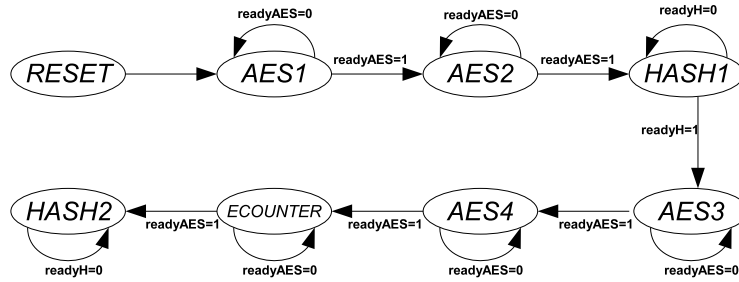 readyAES=0
readyAES=0
readyH=0
RESET
AES1
readyAES=1
AES2
readyAES=1
HASH1
readyH=1
HASH2
readyAES=1
ECOUNTER
readyAES=1
AES4
readyAES=1
AES3
readyH=0
readyAES=0
readyAES=0
readyAES=0